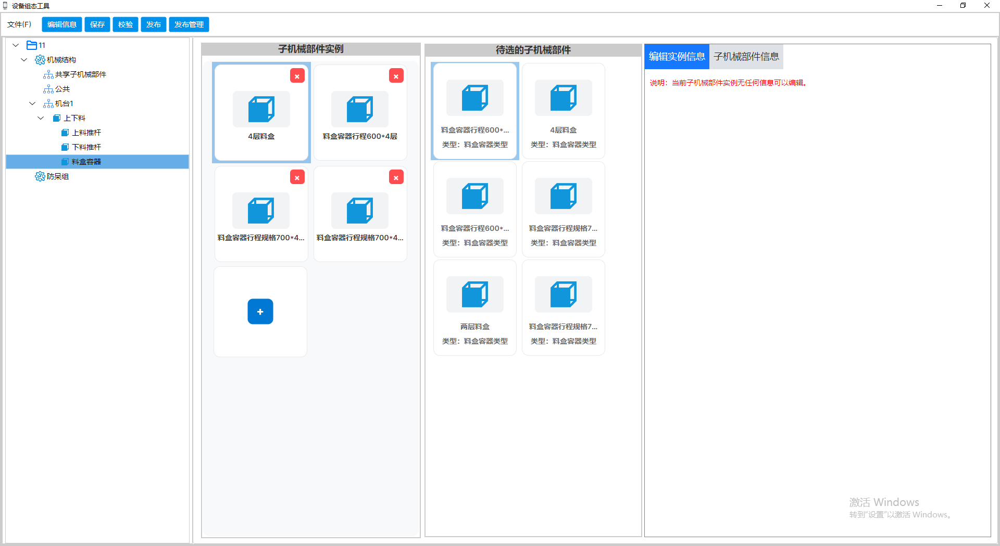 设备组态工具
文件(F) 编辑信息 保存 校验 发布 发布管理
11
机械结构
共享子机械部件
公共
机台1
上下料
上料推杆
下料推杆
料盒容器
防呆组
子机械部件实例
4层料盒
料盒容器行程600*4层
料盒容器行程规格700*4...
料盒容器行程规格700*4...
+
待选的子机械部件
料盒容器行程600*...
类型：料盒容器类型
4层料盒
类型：料盒容器类型
料盒容器行程600*...
类型：料盒容器类型
料盒容器行程规格7...
类型：料盒容器类型
两层料盒
类型：料盒容器类型
料盒容器行程规格7...
类型：料盒容器类型
编辑实例信息 子机械部件信息
说明：当前子机械部件实例无任何信息可以编辑。
激活 Windows
转到“设置”以激活 Windows。